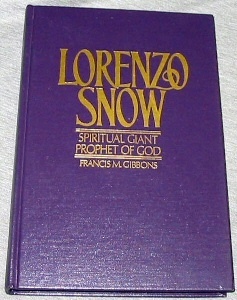 LORENZO
SNOW
SPIRITUAL GIANT
PROPHET OF GOD
FRANCIS M. GIBBONS